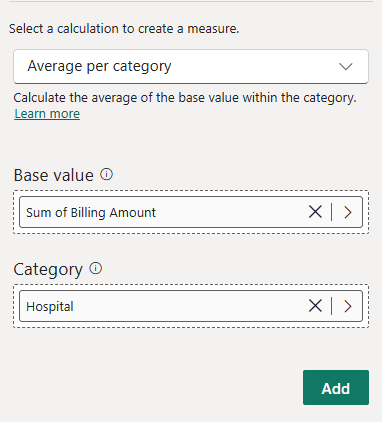 Select a calculation to create a measure.
Average per category
Calculate the average of the base value within the category.
Learn more
Base value
Sum of Billing Amount
Category
Hospital
Add